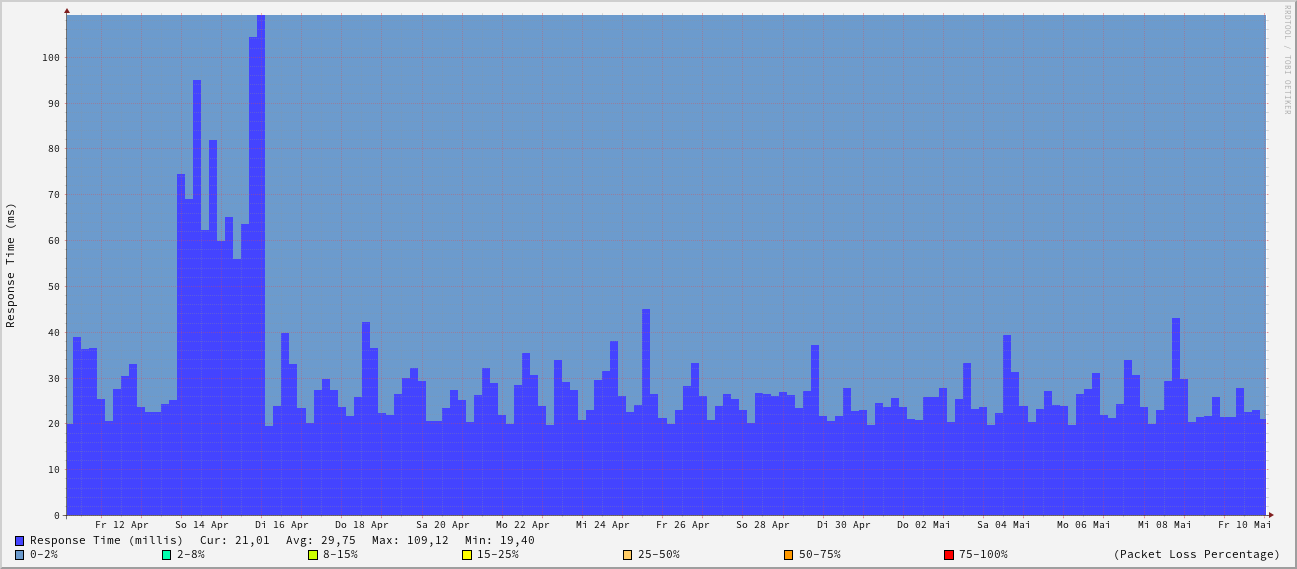 RRDTOOL / TOBI OETIKER
Response Time (ms)
100
90
80
70
60
50
40
30
20
10
0
Fr 12 Apr So 14 Apr Di 16 Apr Do 18 Apr Sa 20 Apr Mo 22 Apr Mi 24 Apr Fr 26 Apr So 28 Apr Di 30 Apr Do 02 Mai Sa 04 Mai Mo 06 Mai Mi 08 Mai Fr 10 Mai
Response Time (millis) Cur: 21,01 Avg: 29,75 Max: 109,12 Min: 19,40
0-2% 2-8% 8-15% 15-25% 25-50% 50-75% 75-100% (Packet Loss Percentage)